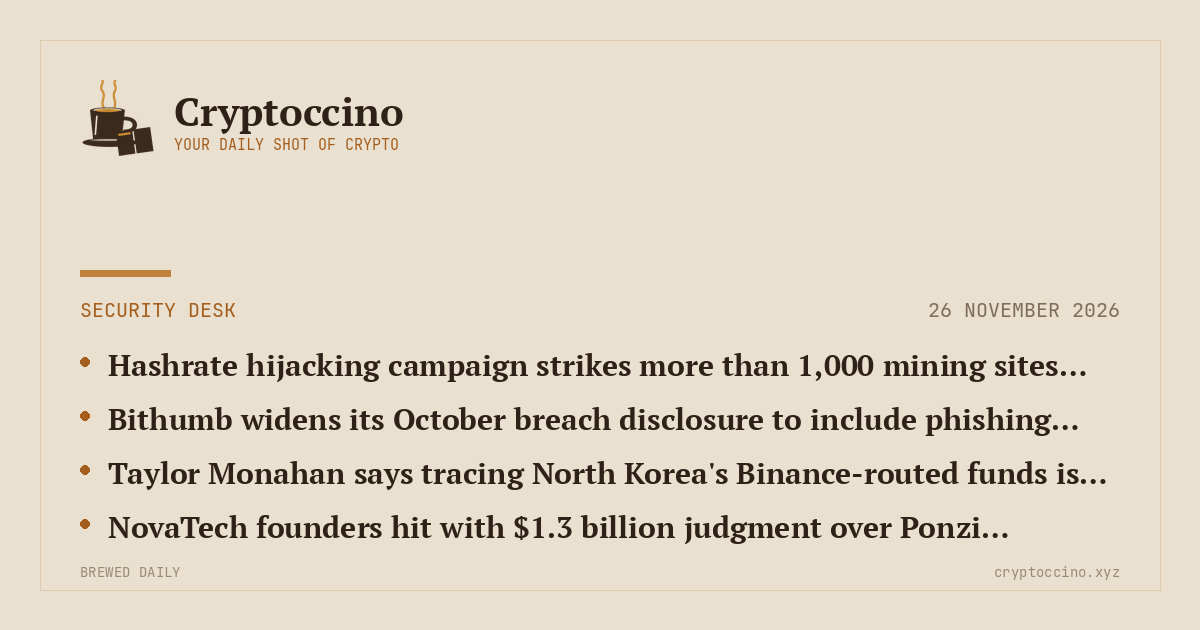 Cryptoccino
YOUR DAILY SHOT OF CRYPTO
SECURITY DESK
26 NOVEMBER 2026
Hashrate hijacking campaign strikes more than 1,000 mining sites...
Bithumb widens its October breach disclosure to include phishing...
Taylor Monahan says tracing North Korea's Binance-routed funds is...
NovaTech founders hit with $1.3 billion judgment over Ponzi...
BREWED DAILY
cryptoccino.xyz